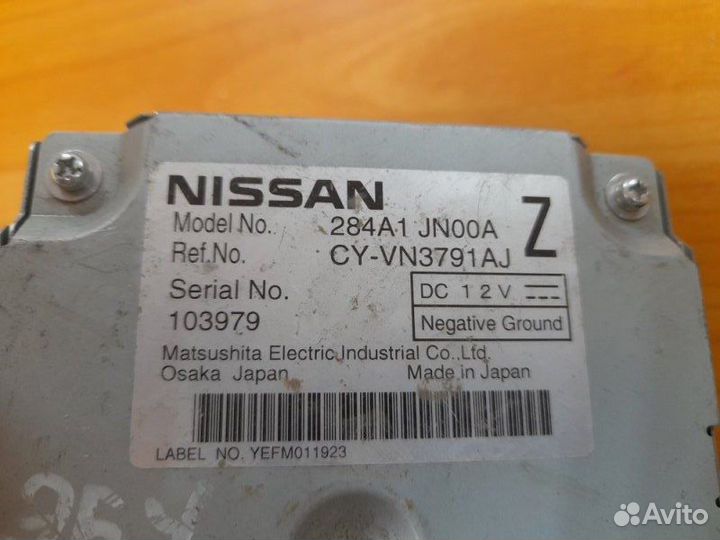 NISSAN
Model No. 284A1 JN00A Z
Ref.No. CY-VN3791AJ
Serial No. DC 12V
103979 Negative Ground
Matsushita Electric Industrial Co.,Ltd.
Osaka Japan Made in Japan
LABEL NO. YEFM011923
Avito